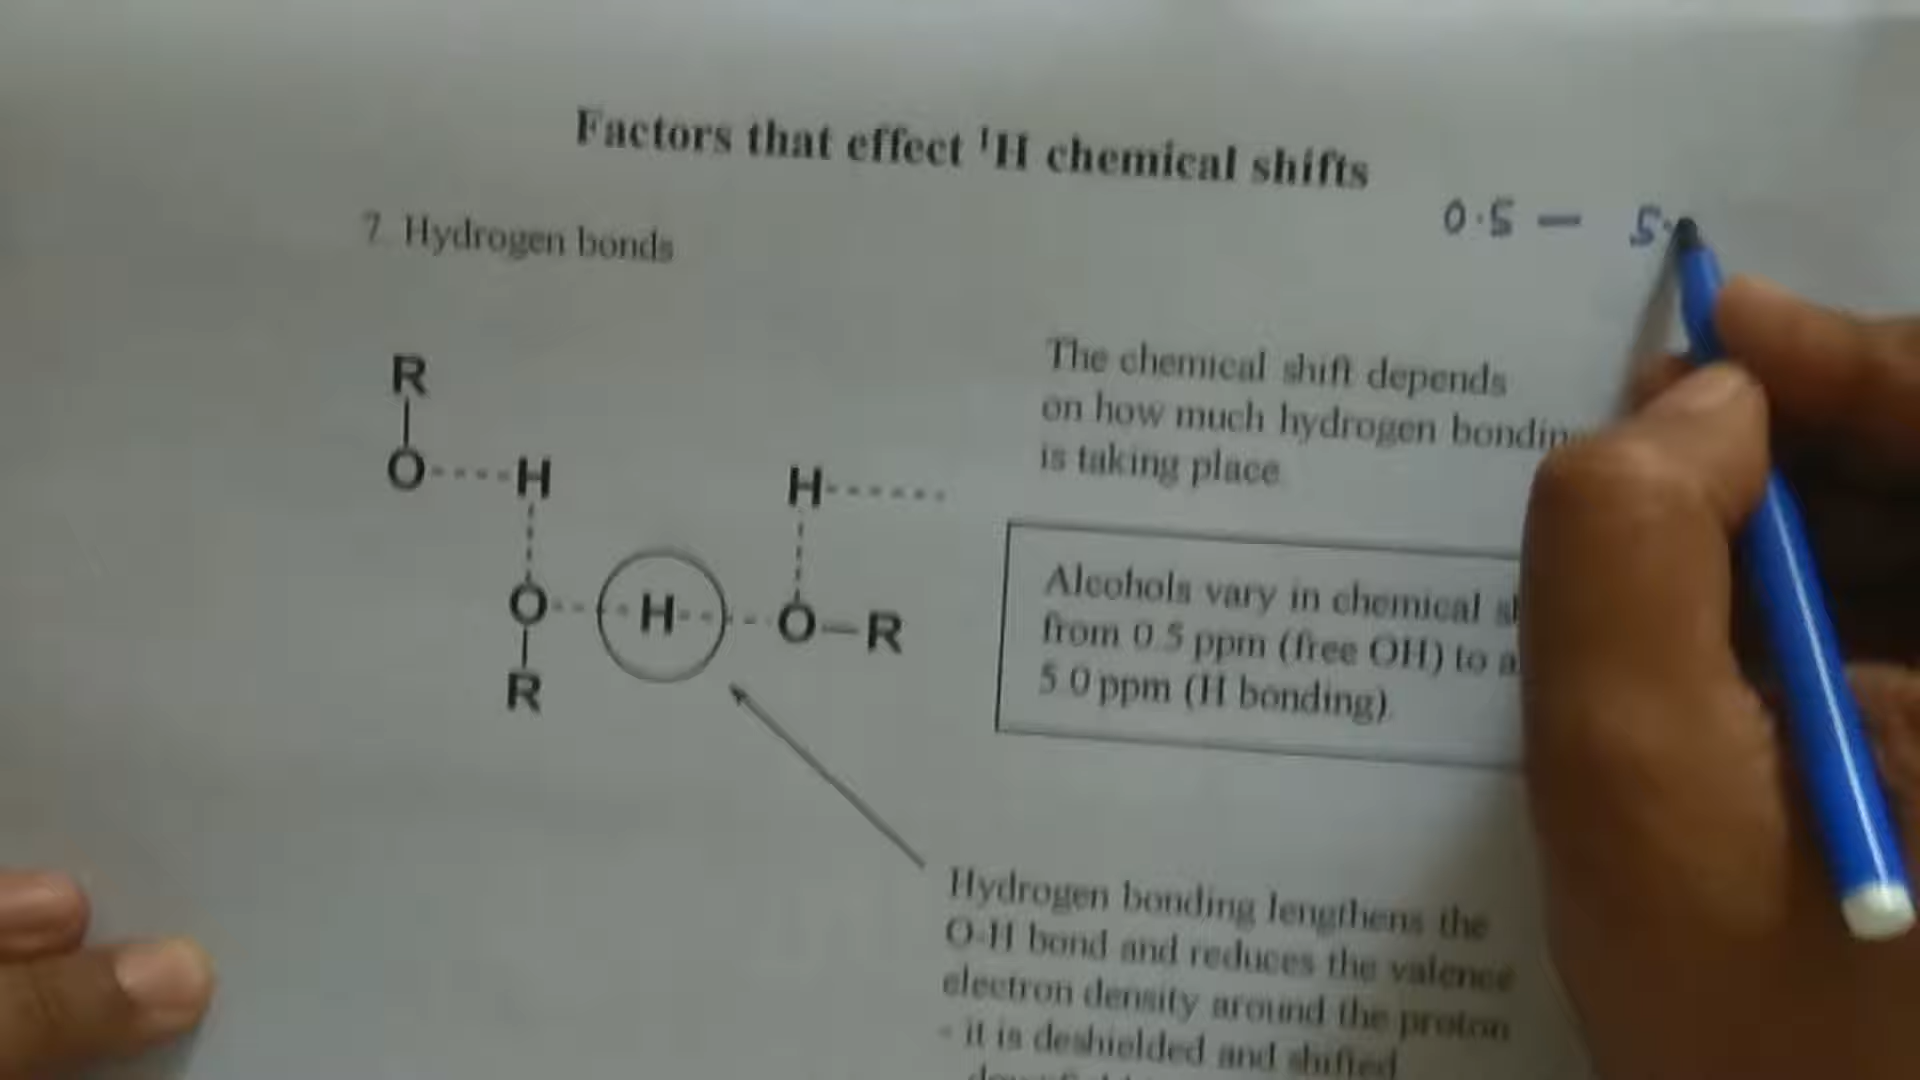 Factors that effect ¹H chemical shifts
0.5 — 5.
7. Hydrogen bonds
R
O----H
H------
O---H---O—R
R
The chemical shift depends
on how much hydrogen bonding
is taking place.
Alcohols vary in chemical
from 0.5 ppm (free OH) to
5.0 ppm (H bonding).
Hydrogen bonding lengthens the
O-H bond and reduces the valence
electron density around the proton
- it is deshielded and shifted